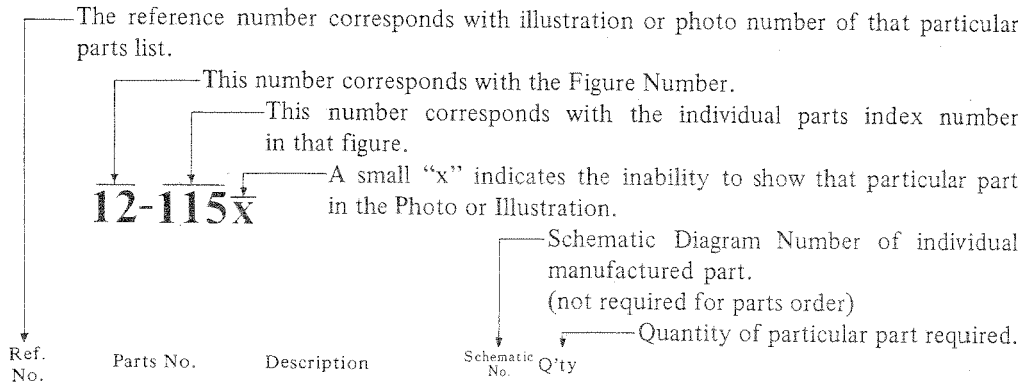 The reference number corresponds with illustration or photo number of that particular
parts list.
This number corresponds with the Figure Number.
This number corresponds with the individual parts index number
in that figure.
A small “x” indicates the inability to show that particular part
in the Photo or Illustration.
12-115x
Schematic Diagram Number of individual
manufactured part.
(not required for parts order)
Quantity of particular part required.
Ref. No. Parts No. Description Schematic No. Q'ty